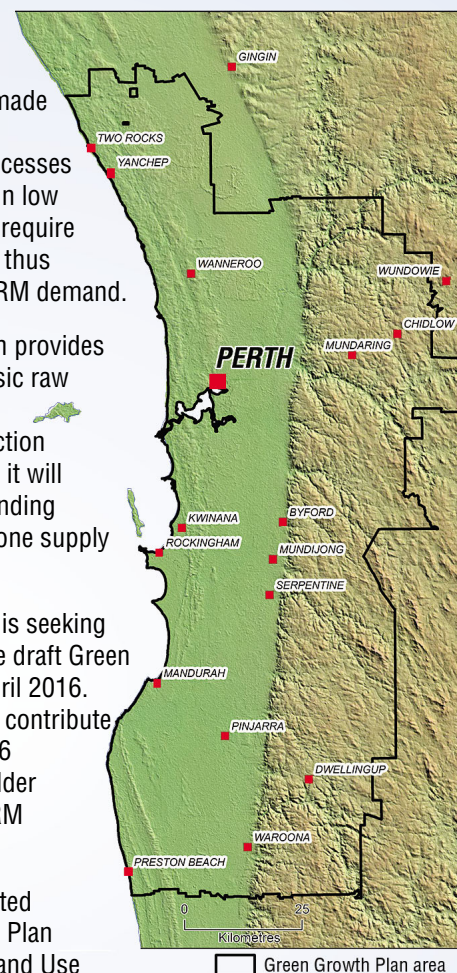 made
cesses
n low
require
thus
RM demand.
n provides
sic raw
ction
it will
nding
one supply
is seeking
e draft Green
ril 2016.
contribute
6
lder
RM
ted
Plan
and Use
GINGIN
TWO ROCKS
YANCHEP
WANNEROO
WUNDOWIE
CHIDLOW
MUNDARING
PERTH
KWINANA
BYFORD
ROCKINGHAM
MUNDIJONG
SERPENTINE
MANDURAH
PINJARRA
DWELLINGUP
WAROONA
PRESTON BEACH
0 25
Kilometres
Green Growth Plan area